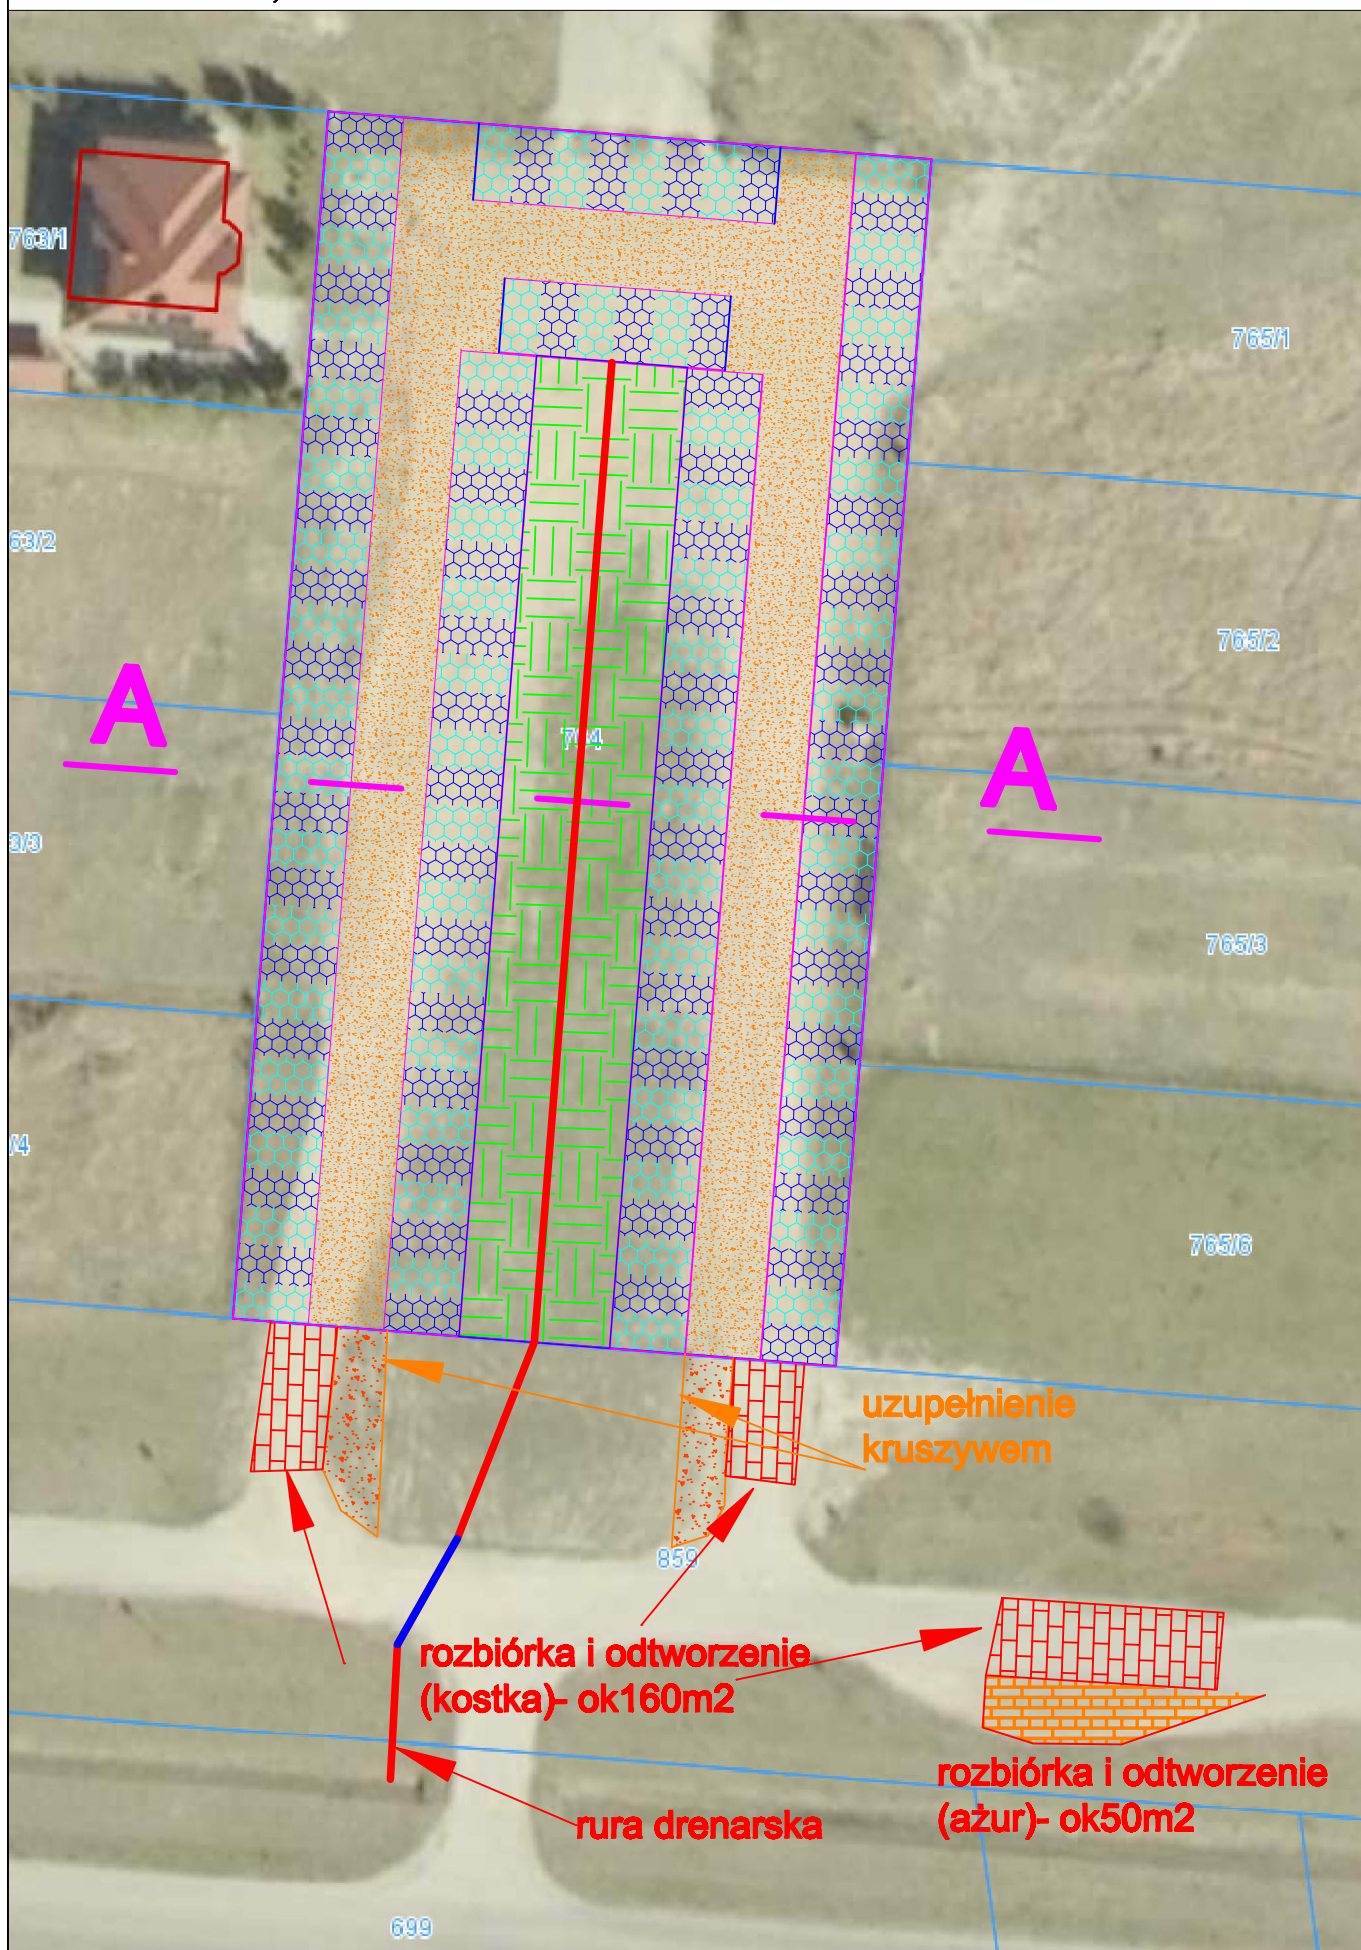 763/1
765/1
63/2
765/2
A
764
A
3/3
765/3
/4
765/6
uzupełnienie
kruszywem
859
rozbiórka i odtworzenie
(kostka)- ok160m2
rozbiórka i odtworzenie
(ażur)- ok50m2
rura drenarska
699